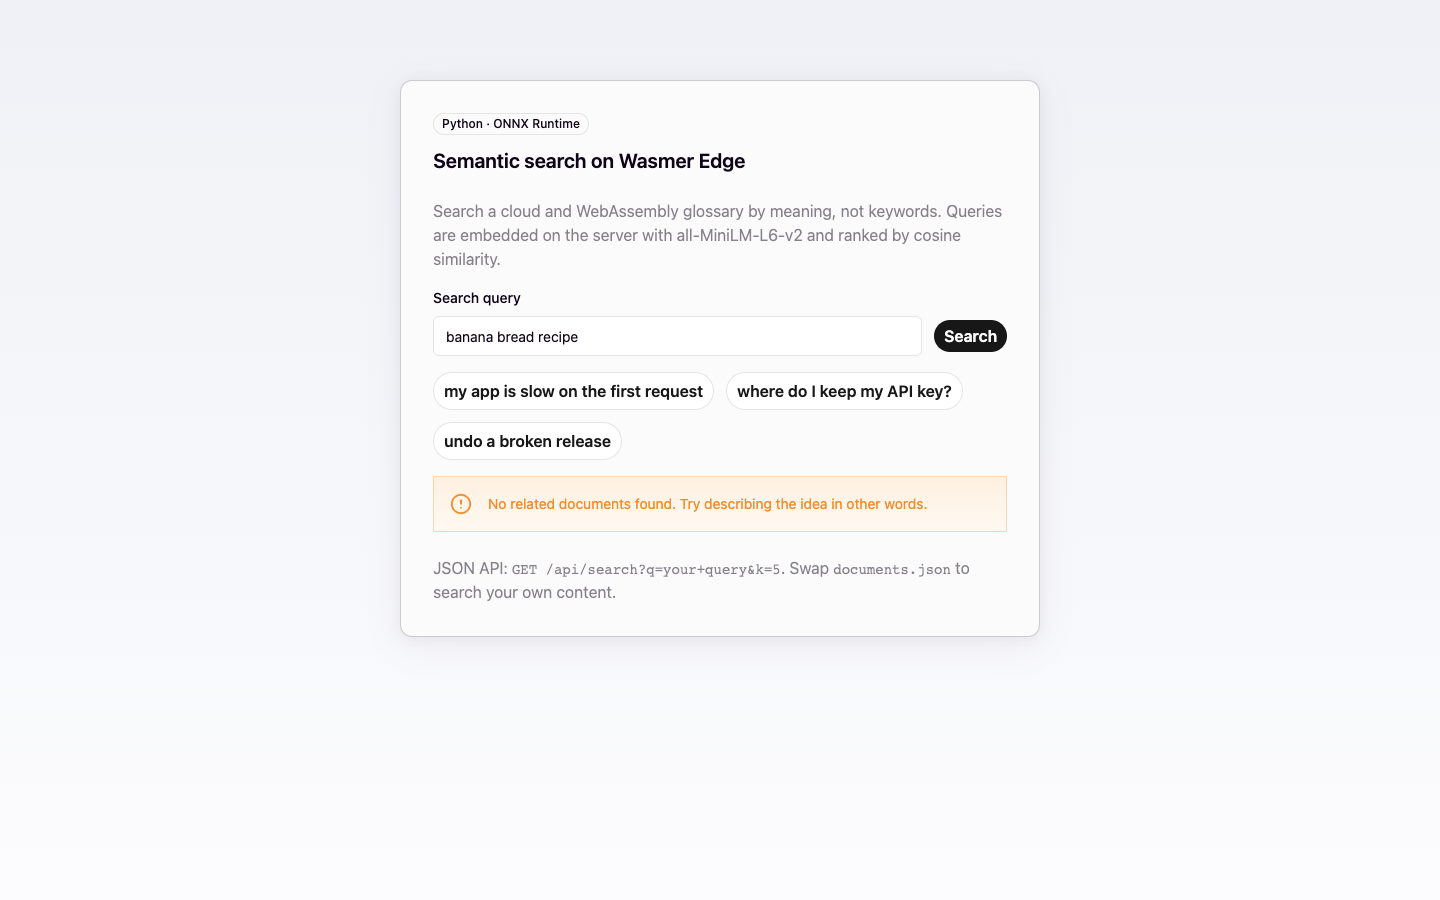 Python · ONNX Runtime
Semantic search on Wasmer Edge
Search a cloud and WebAssembly glossary by meaning, not keywords. Queries
are embedded on the server with all-MiniLM-L6-v2 and ranked by cosine
similarity.
Search query
banana bread recipe
Search
my app is slow on the first request
where do I keep my API key?
undo a broken release
No related documents found. Try describing the idea in other words.
JSON API: GET /api/search?q=your+query&k=5. Swap documents.json to
search your own content.